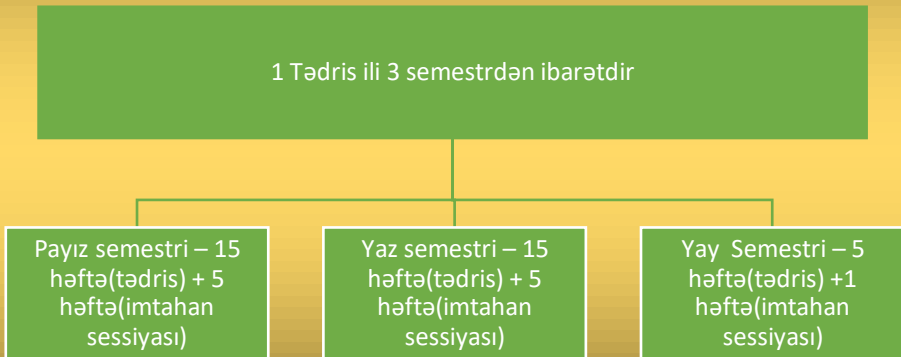 1 Tədris ili 3 semestrdən ibarətdir
Payız semestri – 15
həftə(tədris) + 5
həftə(imtahan
sessiyası)
Yaz semestri – 15
həftə(tədris) + 5
həftə(imtahan
sessiyası)
Yay  Semestri – 5
həftə(tədris) +1
həftə(imtahan
sessiyası)